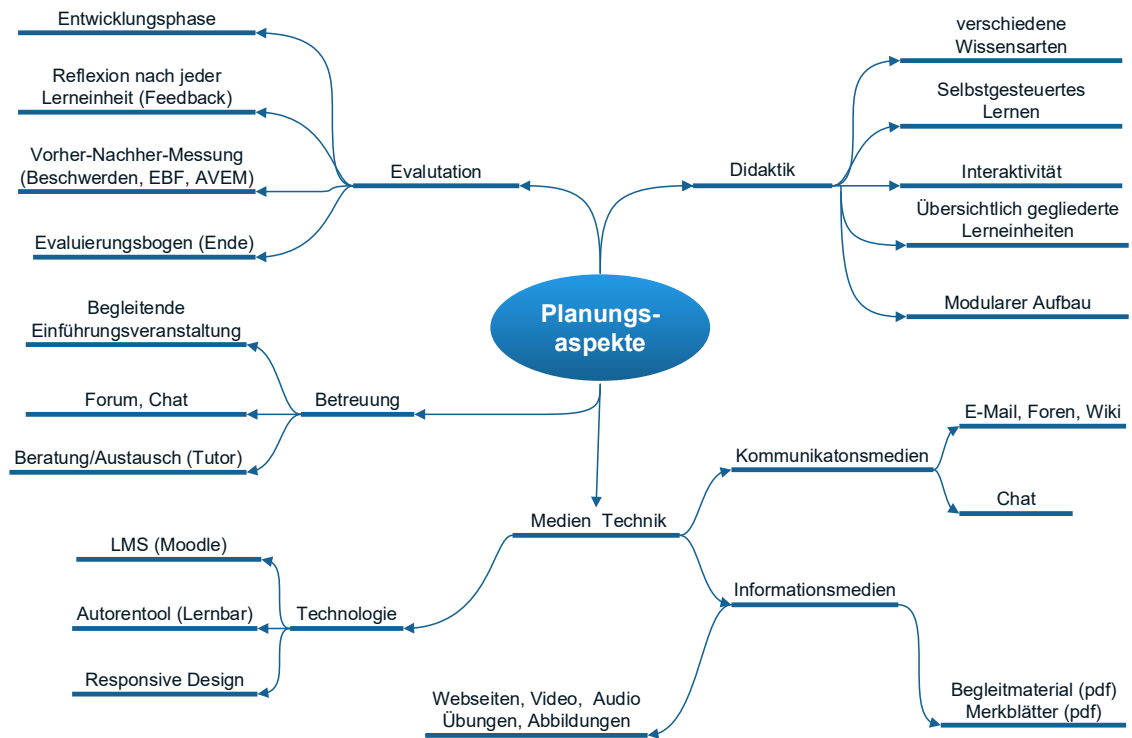 Planungs-
aspekte
Evalutation
Entwicklungsphase
Reflexion nach jeder
Lerneinheit (Feedback)
Vorher-Nachher-Messung
(Beschwerden, EBF, AVEM)
Evaluierungsbogen (Ende)
Didaktik
verschiedene
Wissensarten
Selbstgesteuertes
Lernen
Interaktivität
Übersichtlich gegliederte
Lerneinheiten
Modularer Aufbau
Betreuung
Begleitende
Einführungsveranstaltung
Forum, Chat
Beratung/Austausch (Tutor)
Medien Technik
Kommunikatonsmedien
E-Mail, Foren, Wiki
Chat
Informationsmedien
Begleitmaterial (pdf)
Merkblätter (pdf)
Webseiten, Video, Audio
Übungen, Abbildungen
Technologie
LMS (Moodle)
Autorentool (Lernbar)
Responsive Design